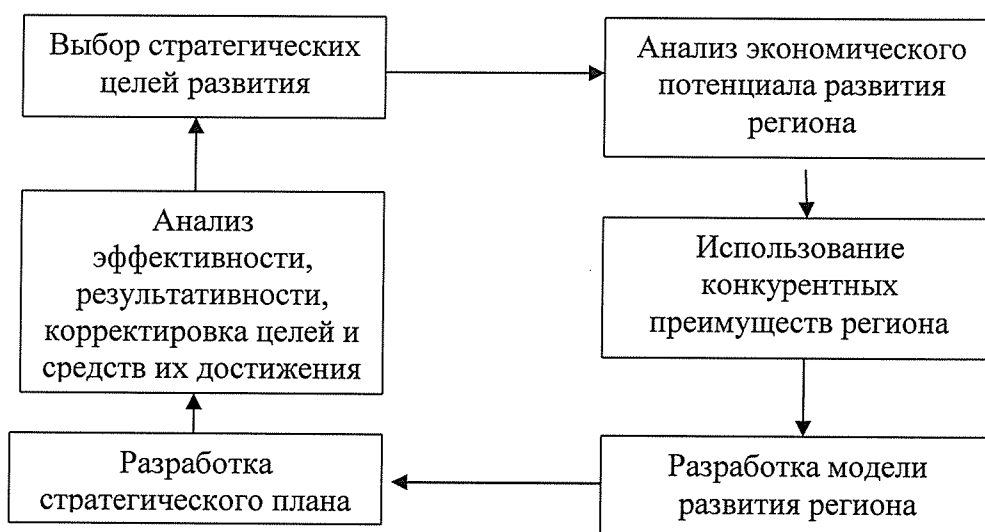 Выбор стратегических
целей развития
Анализ экономического
потенциала развития
региона
Использование
конкурентных
преимуществ региона
Разработка модели
развития региона
Разработка
стратегического плана
Анализ
эффективности,
результативности,
корректировка целей и
средств их достижения